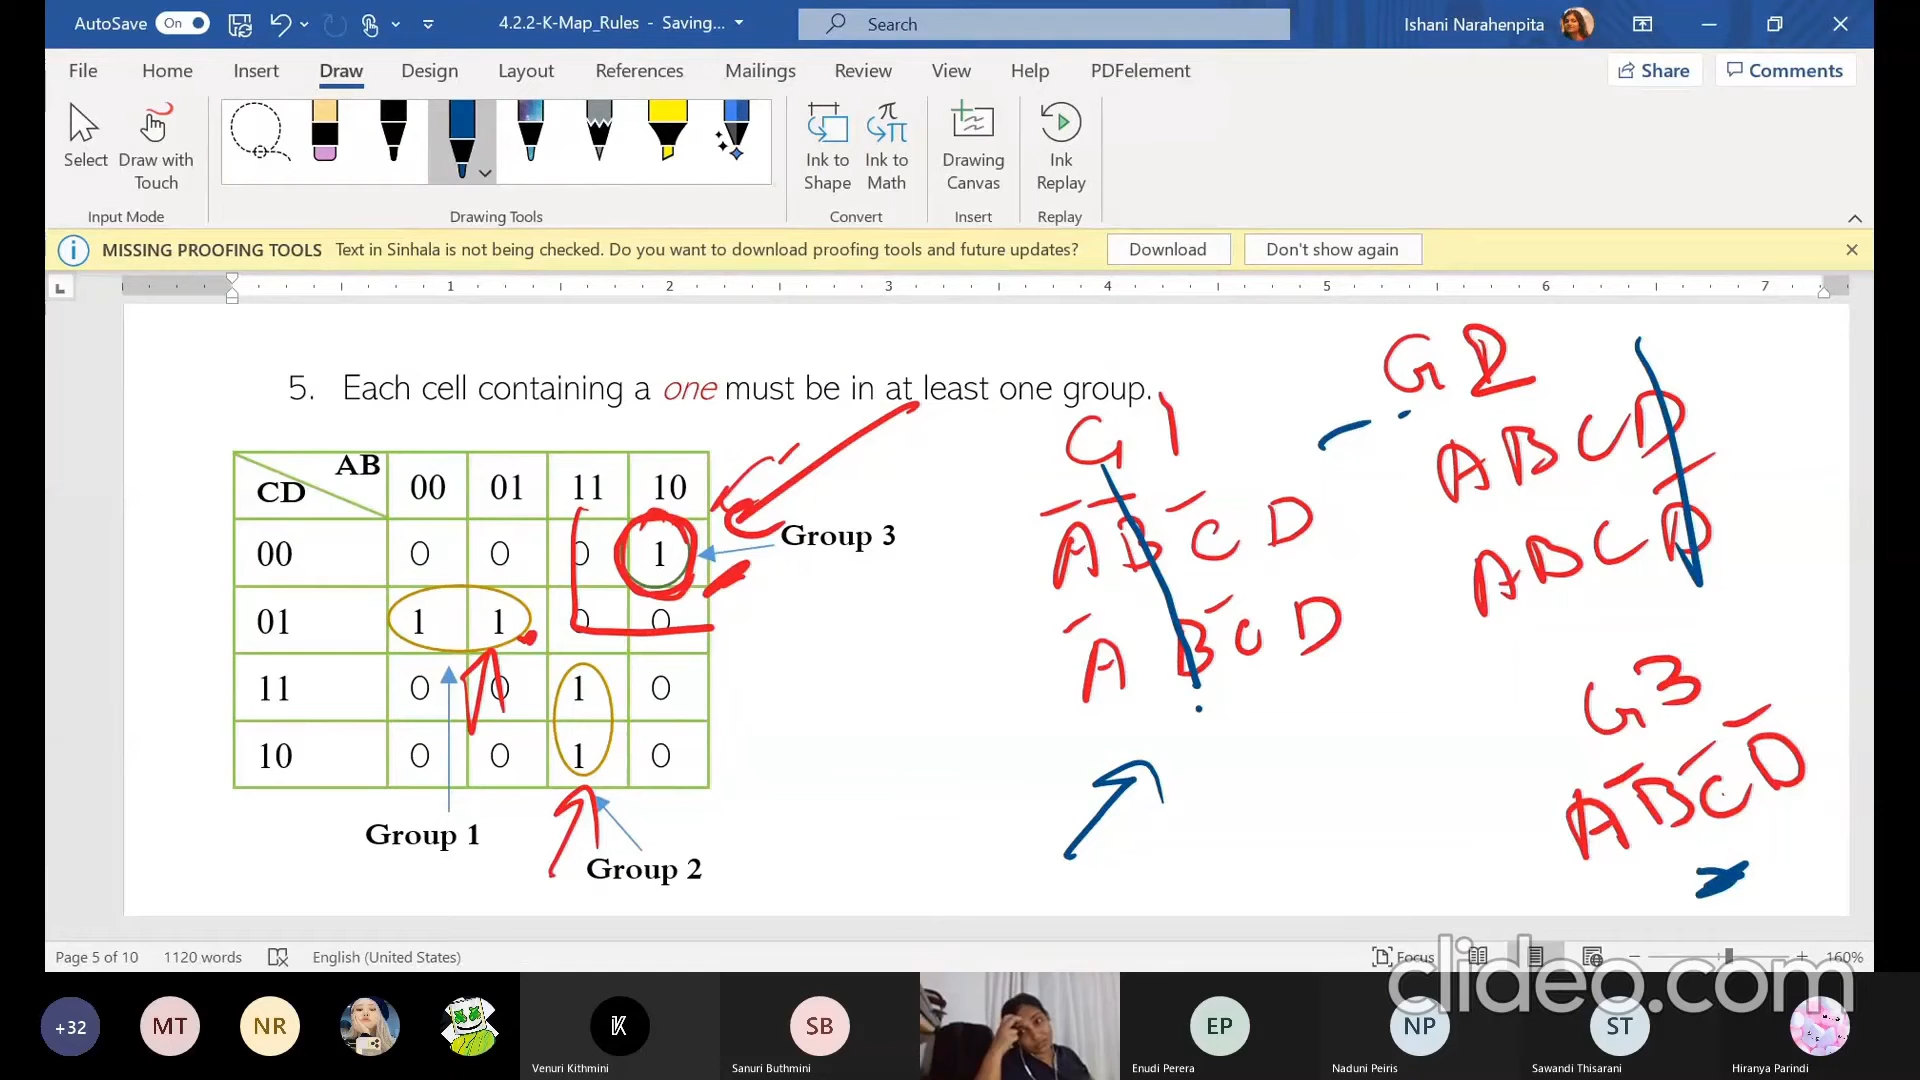 AutoSave On 4.2.2-K-Map_Rules - Saving... Search Ishani Narahenpita
File Home Insert Draw Design Layout References Mailings Review View Help PDFelement Share Comments
Select Draw with Touch Ink to Shape Ink to Math Drawing Canvas Ink Replay
Input Mode Drawing Tools Convert Insert Replay
MISSING PROOFING TOOLS Text in Sinhala is not being checked. Do you want to download proofing tools and future updates? Download Don't show again
1 2 3 4 5 6 7
5. Each cell containing a one must be in at least one group.
AB
CD 00 01 11 10
00 0 0 0 1
01 1 1 0 0
11 0 0 1 0
10 0 0 1 0
Group 3
Group 1
Group 2
G1
A̅ B̅ C̅ D
A̅ B C̅ D
G2
A B C D
A B C D̅
G3
A B̅ C̅ D̅
Page 5 of 10 1120 words English (United States) Focus 160%
clideo.com
+32 MT NR K SB EP NP ST
Venuri Kithmini Sanuri Buthmini Enudi Perera Naduni Peiris Sawandi Thisarani Hiranya Parindi